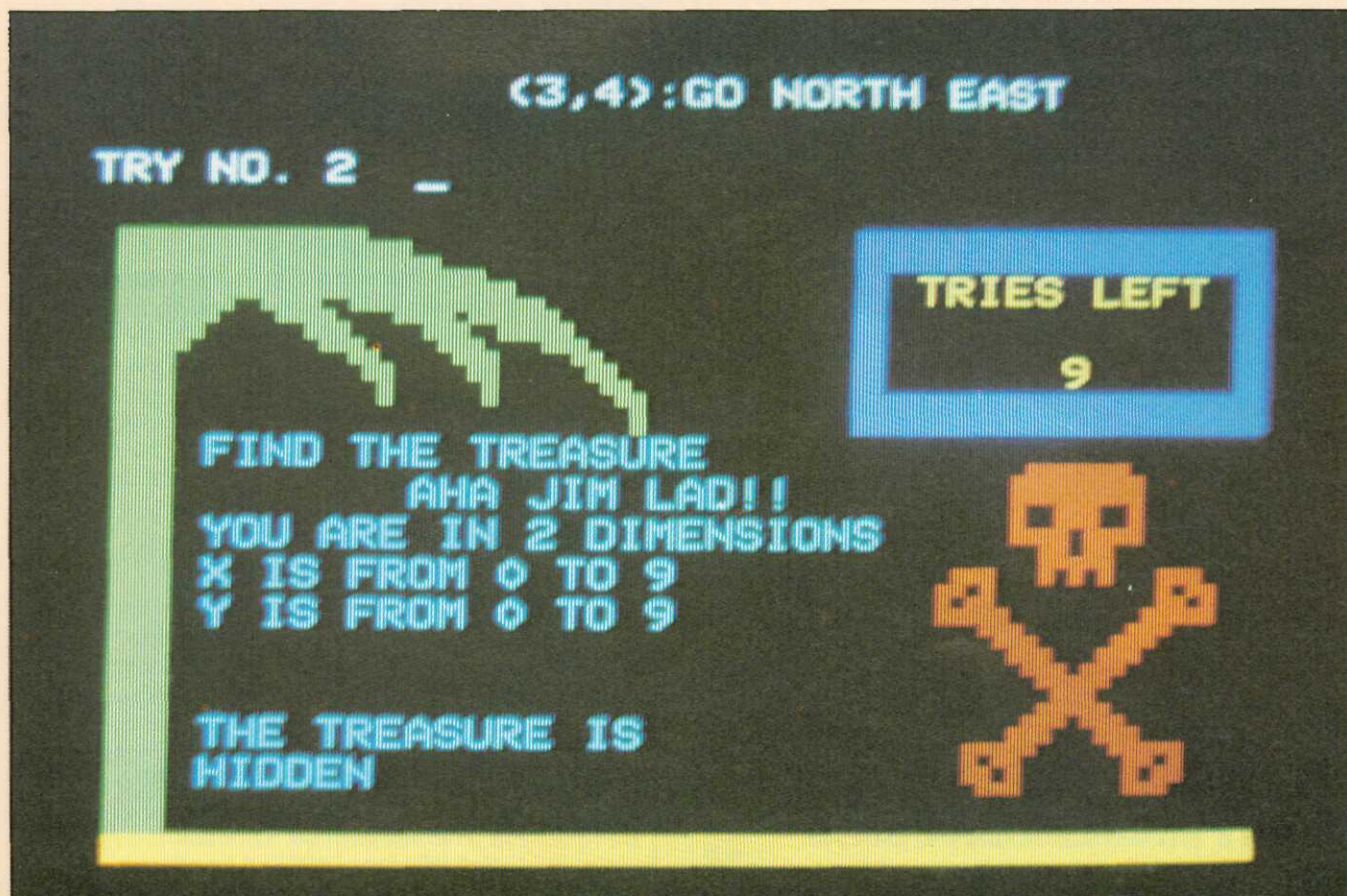 (3,4):GO NORTH EAST
TRY NO. 2 _
TRIES LEFT
9
FIND THE TREASURE
AHA JIM LAD!!
YOU ARE IN 2 DIMENSIONS
X IS FROM 0 TO 9
Y IS FROM 0 TO 9
THE TREASURE IS
HIDDEN